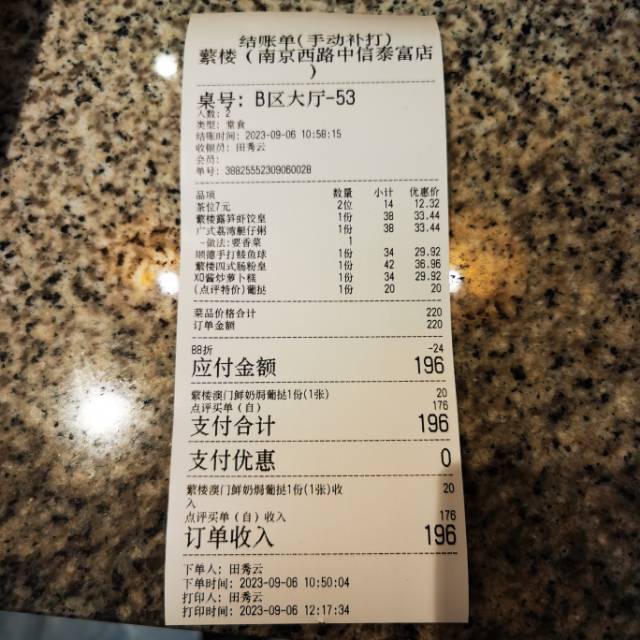 结账单(手动补打)
蘩楼（南京西路中信泰富店
）
桌号：B区大厅-53
人数：2
类型：堂食
结账时间：2023-09-06 10:58:15
收银员：田秀云
会员：
单号：38825552309060028
品项 数量 小计 优惠价
茶位7元 2位 14 12.32
蘩楼露笋虾饺皇 1份 38 33.44
广式荔湾艇仔粥 1份 38 33.44
-做法：要香菜 1
顺德手打鲮鱼球 1份 34 29.92
蘩楼四式肠粉皇 1份 42 36.96
XO酱炒萝卜糕 1份 34 29.92
(点评特价)葡挞 1份 20 20
菜品价格合计 220
订单金额 220
88折 -24
应付金额 196
蘩楼澳门鲜奶焗葡挞1份(1张) 20
点评买单（自） 176
支付合计 196
支付优惠 0
蘩楼澳门鲜奶焗葡挞1份(1张)收 20
入
点评买单（自）收入 176
订单收入 196
下单人：田秀云
下单时间：2023-09-06 10:50:04
打印人：田秀云
打印时间：2023-09-06 12:17:34